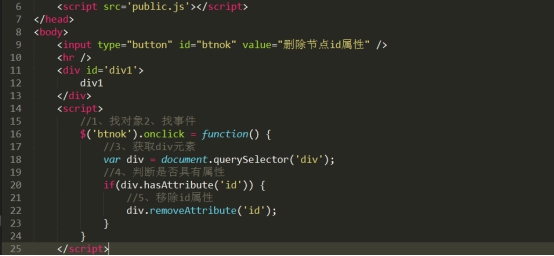 6 <script src='public.js'></script>
7 </head>
8 <body>
9 <input type="button" id="btnok" value="删除节点id属性" />
10 <hr />
11 <div id='div1'>
12 div1
13 </div>
14 <script>
15 //1、找对象2、找事件
16 $('btnok').onclick = function() {
17 //3、获取div元素
18 var div = document.querySelector('div');
19 //4、判断是否具有属性
20 if(div.hasAttribute('id')) {
21 //5、移除id属性
22 div.removeAttribute('id');
23 }
24 }
25 </script>